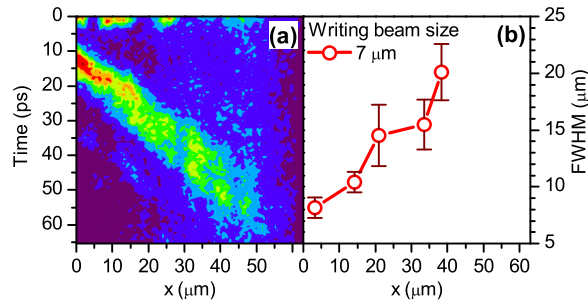 (a)
0
10
20
30
40
50
60
Time (ps)
0 10 20 30 40 50
x (μm)
Writing beam size
7 μm
(b)
25
20
15
10
5
FWHM (μm)
0 10 20 30 40 50 60
x (μm)